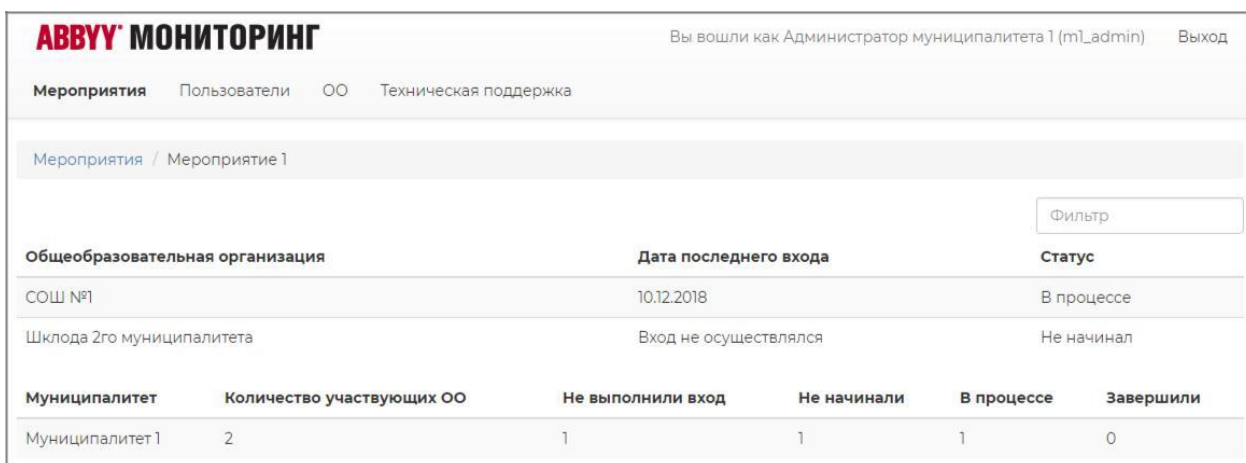 ABBYY® МОНИТОРИНГ Вы вошли как Администратор муниципалитета 1 (m1_admin) Выход
Мероприятия Пользователи ОО Техническая поддержка
Мероприятия / Мероприятие 1
Фильтр
Общеобразовательная организация Дата последнего входа Статус
СОШ №1 10.12.2018 В процессе
Шклода 2го муниципалитета Вход не осуществлялся Не начинал
Муниципалитет Количество участвующих ОО Не выполнили вход Не начинали В процессе Завершили
Муниципалитет 1 2 1 1 1 0